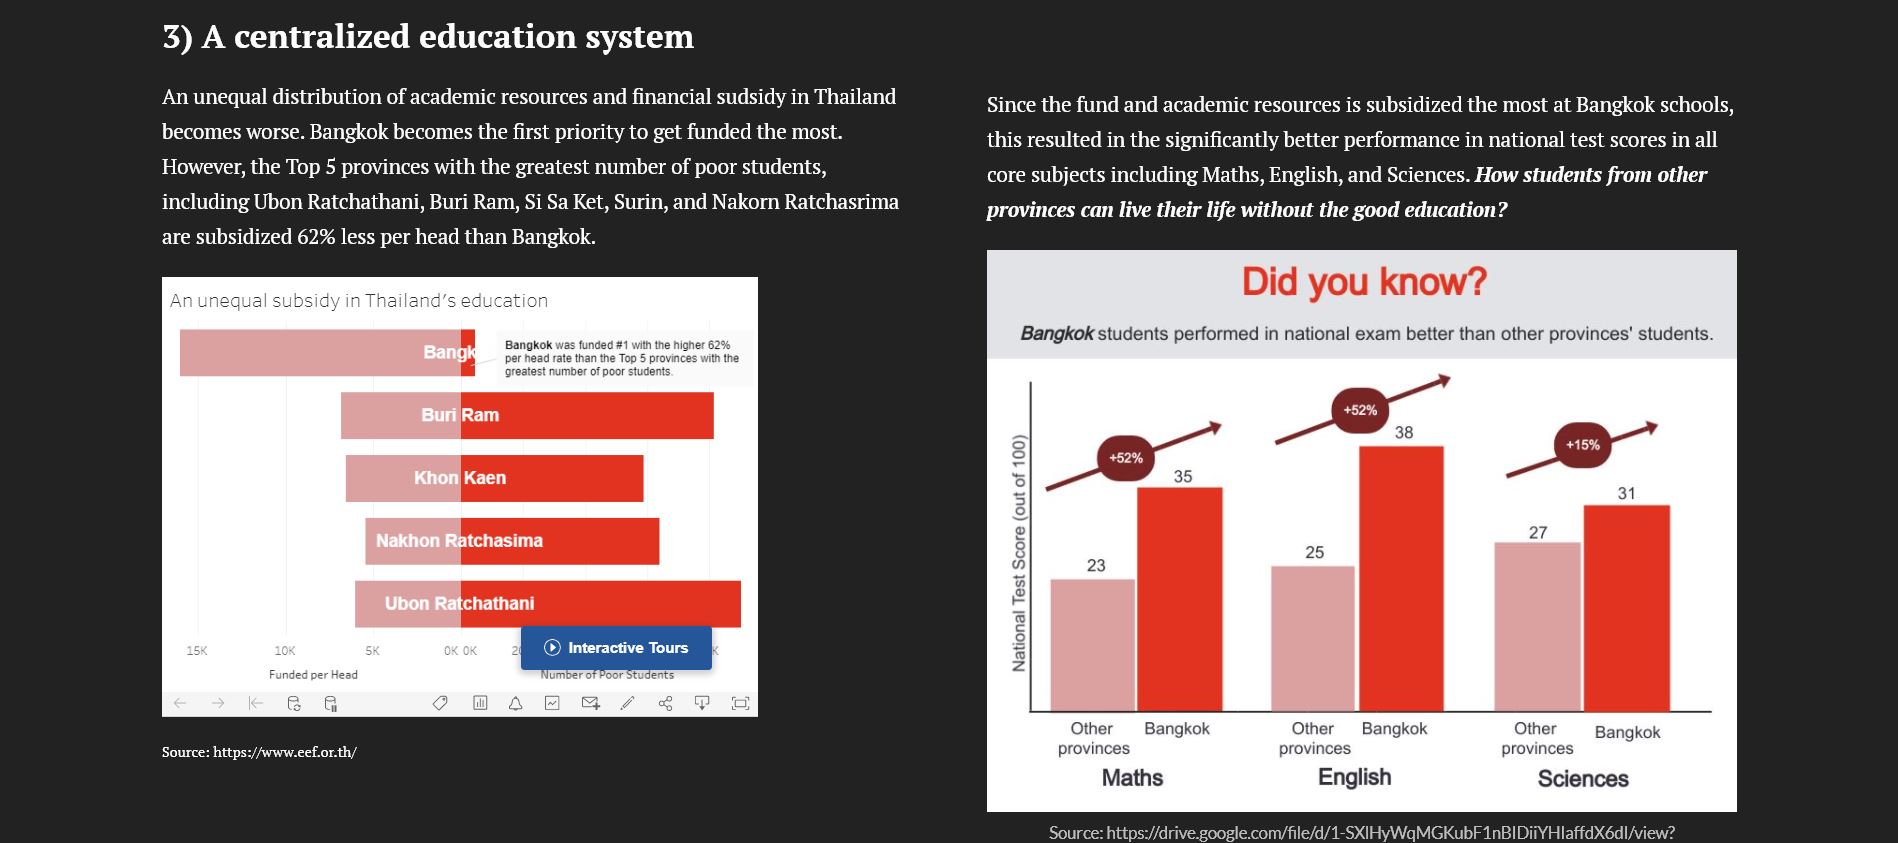 3) A centralized education system
An unequal distribution of academic resources and financial sudsidy in Thailand
becomes worse. Bangkok becomes the first priority to get funded the most.
However, the Top 5 provinces with the greatest number of poor students,
including Ubon Ratchathani, Buri Ram, Si Sa Ket, Surin, and Nakorn Ratchasrima
are subsidized 62% less per head than Bangkok.
An unequal subsidy in Thailand's education
Bangk
Bangkok was funded #1 with the higher 62%
per head rate than the Top 5 provinces with the
greatest number of poor students.
Buri Ram
Khon Kaen
Nakhon Ratchasima
Ubon Ratchathani
15K 10K 5K 0K 0K
Interactive Tours
Funded per Head Number of Poor Students
Source: https://www.eef.or.th/
Since the fund and academic resources is subsidized the most at Bangkok schools,
this resulted in the significantly better performance in national test scores in all
core subjects including Maths, English, and Sciences. How students from other
provinces can live their life without the good education?
Did you know?
Bangkok students performed in national exam better than other provinces' students.
National Test Score (out of 100)
+52% +52% +15%
23 35 25 38 27 31
Other provinces Bangkok Other provinces Bangkok Other provinces Bangkok
Maths English Sciences
Source: https://drive.google.com/file/d/1-SXlHyWqMGKubF1nBIDiiYHIaffdX6dI/view?